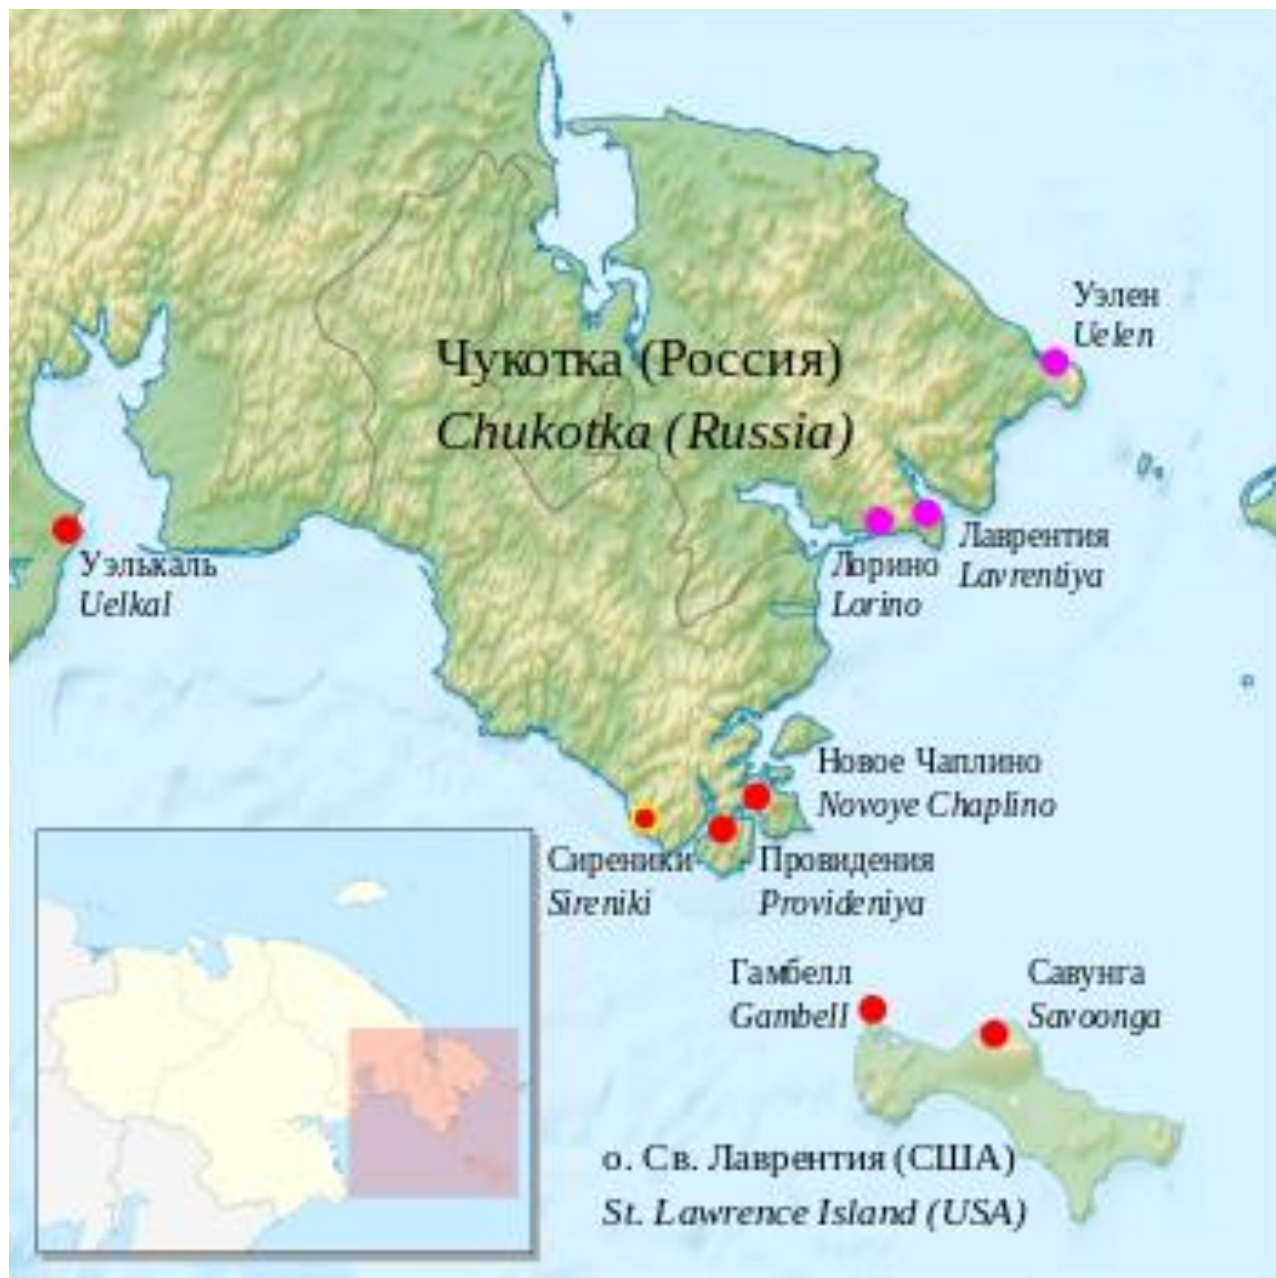 Уэлен
Uelen
Чукотка (Россия)
Chukotka (Russia)
Лаврентия
Lavrentiya
Уэлькаль
Uelkal
Лорино
Lorino
Новое Чаплино
Novoye Chaplino
Сиреники
Sireniki
Провидения
Provideniya
Гамбелл
Gambell
Савунга
Savoonga
о. Св. Лаврентия (США)
St. Lawrence Island (USA)